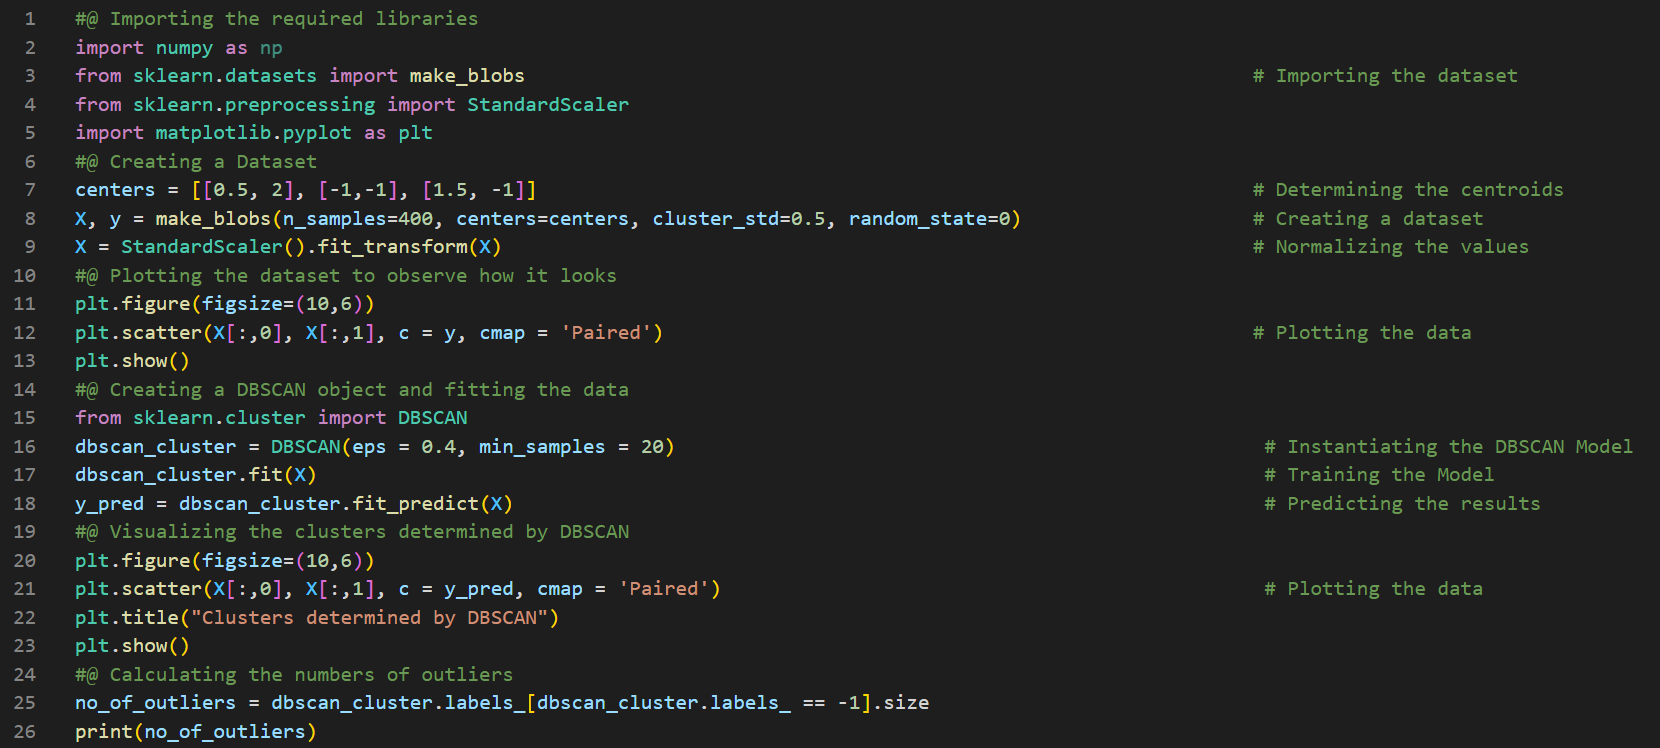 1 #@ Importing the required libraries
2 import numpy as np
3 from sklearn.datasets import make_blobs # Importing the dataset
4 from sklearn.preprocessing import StandardScaler
5 import matplotlib.pyplot as plt
6 #@ Creating a Dataset
7 centers = [[0.5, 2], [-1,-1], [1.5, -1]] # Determining the centroids
8 X, y = make_blobs(n_samples=400, centers=centers, cluster_std=0.5, random_state=0) # Creating a dataset
9 X = StandardScaler().fit_transform(X) # Normalizing the values
10 #@ Plotting the dataset to observe how it looks
11 plt.figure(figsize=(10,6))
12 plt.scatter(X[:,0], X[:,1], c = y, cmap = 'Paired') # Plotting the data
13 plt.show()
14 #@ Creating a DBSCAN object and fitting the data
15 from sklearn.cluster import DBSCAN
16 dbscan_cluster = DBSCAN(eps = 0.4, min_samples = 20) # Instantiating the DBSCAN Model
17 dbscan_cluster.fit(X) # Training the Model
18 y_pred = dbscan_cluster.fit_predict(X) # Predicting the results
19 #@ Visualizing the clusters determined by DBSCAN
20 plt.figure(figsize=(10,6))
21 plt.scatter(X[:,0], X[:,1], c = y_pred, cmap = 'Paired') # Plotting the data
22 plt.title("Clusters determined by DBSCAN")
23 plt.show()
24 #@ Calculating the numbers of outliers
25 no_of_outliers = dbscan_cluster.labels_[dbscan_cluster.labels_ == -1].size
26 print(no_of_outliers)